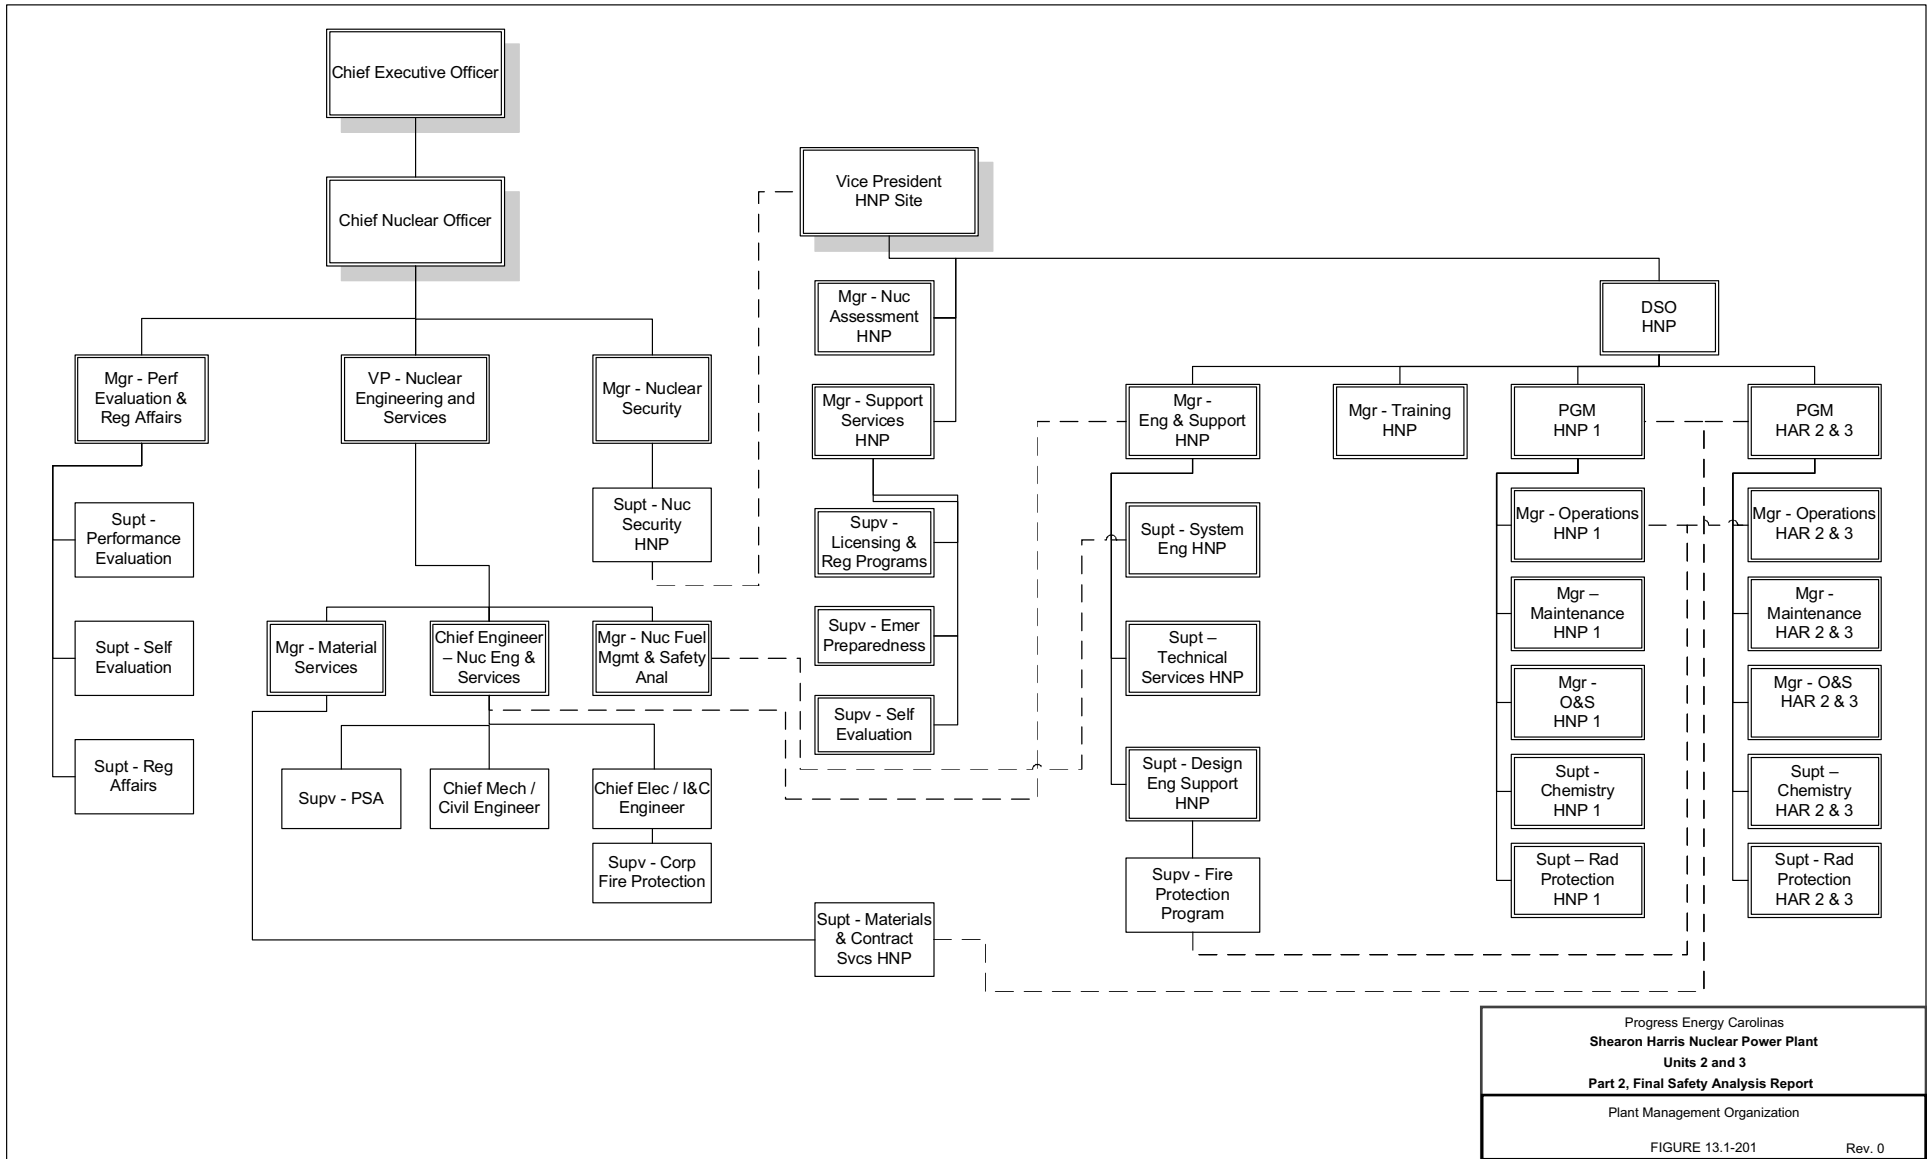 Chief Executive Officer
Chief Nuclear Officer
Vice President
HNP Site
Mgr - Nuc
Assessment
HNP
DSO
HNP
Mgr - Perf
Evaluation &
Reg Affairs
VP - Nuclear
Engineering and
Services
Mgr - Nuclear
Security
Mgr - Support
Services
HNP
Mgr -
Eng & Support
HNP
Mgr - Training
HNP
PGM
HNP 1
PGM
HAR 2 & 3
Supt -
Performance
Evaluation
Supt - Nuc
Security
HNP
Supv -
Licensing &
Reg Programs
Supt - System
Eng HNP
Mgr - Operations
HNP 1
Mgr - Operations
HAR 2 & 3
Supt - Self
Evaluation
Mgr - Material
Services
Chief Engineer
– Nuc Eng &
Services
Mgr - Nuc Fuel
Mgmt & Safety
Anal
Supv - Emer
Preparedness
Supt –
Technical
Services HNP
Mgr –
Maintenance
HNP 1
Mgr -
Maintenance
HAR 2 & 3
Supv - Self
Evaluation
Mgr -
O&S
HNP 1
Mgr - O&S
HAR 2 & 3
Supt - Reg
Affairs
Supv - PSA
Chief Mech /
Civil Engineer
Chief Elec / I&C
Engineer
Supt - Design
Eng Support
HNP
Supt -
Chemistry
HNP 1
Supt –
Chemistry
HAR 2 & 3
Supv - Corp
Fire Protection
Supv - Fire
Protection
Program
Supt – Rad
Protection
HNP 1
Supt - Rad
Protection
HAR 2 & 3
Supt - Materials
& Contract
Svcs HNP
Progress Energy Carolinas
Shearon Harris Nuclear Power Plant
Units 2 and 3
Part 2, Final Safety Analysis Report
Plant Management Organization
FIGURE 13.1-201 Rev. 0